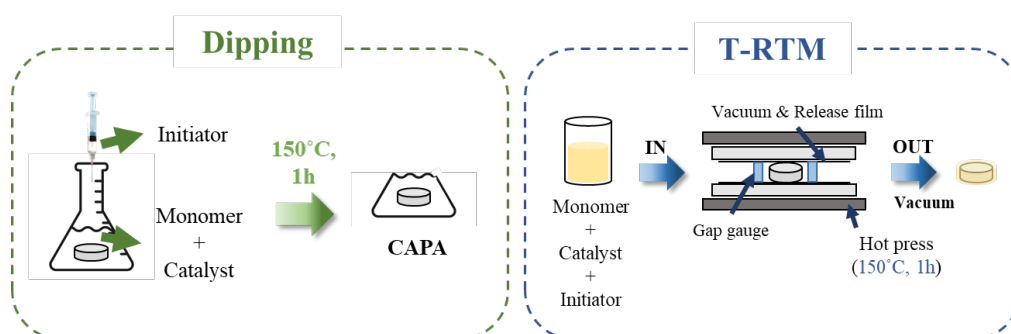 Dipping
Initiator
Monomer
+
Catalyst
150˚C,
1h
CAPA
T-RTM
Monomer
+
Catalyst
+
Initiator
IN
Vacuum & Release film
Gap gauge
Hot press
(150˚C, 1h)
OUT
Vacuum